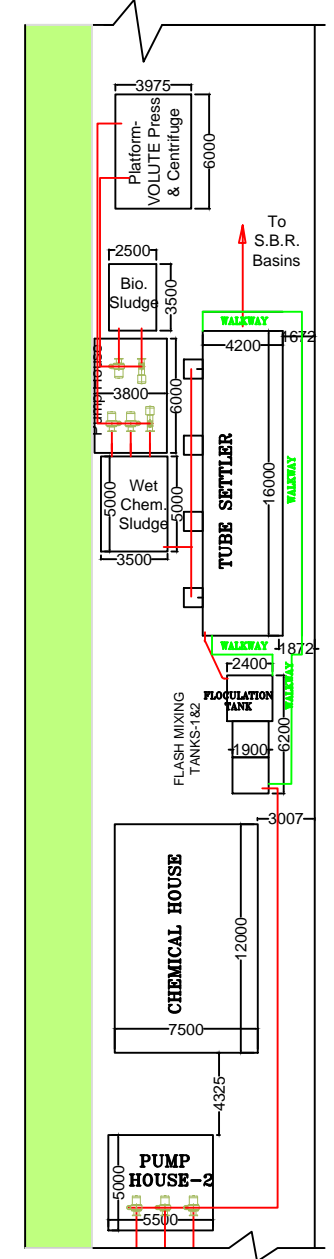 3975
Platform-
VOLUTE Press
& Centrifuge
6000
To
S.B.R.
Basins
2500
Bio.
Sludge
3500
WALKWAY
1672
4200
Pump House
3800
6000
TUBE SETTLER
16000
WALKWAY
Wet
Chem.
Sludge
5000
5000
3500
WALKWAY
1872
2400
FLOCULATION
TANK
WALKWAY
FLASH MIXING
TANKS-1&2
1900
6200
3007
CHEMICAL HOUSE
12000
7500
4325
PUMP
HOUSE-2
5000
5500